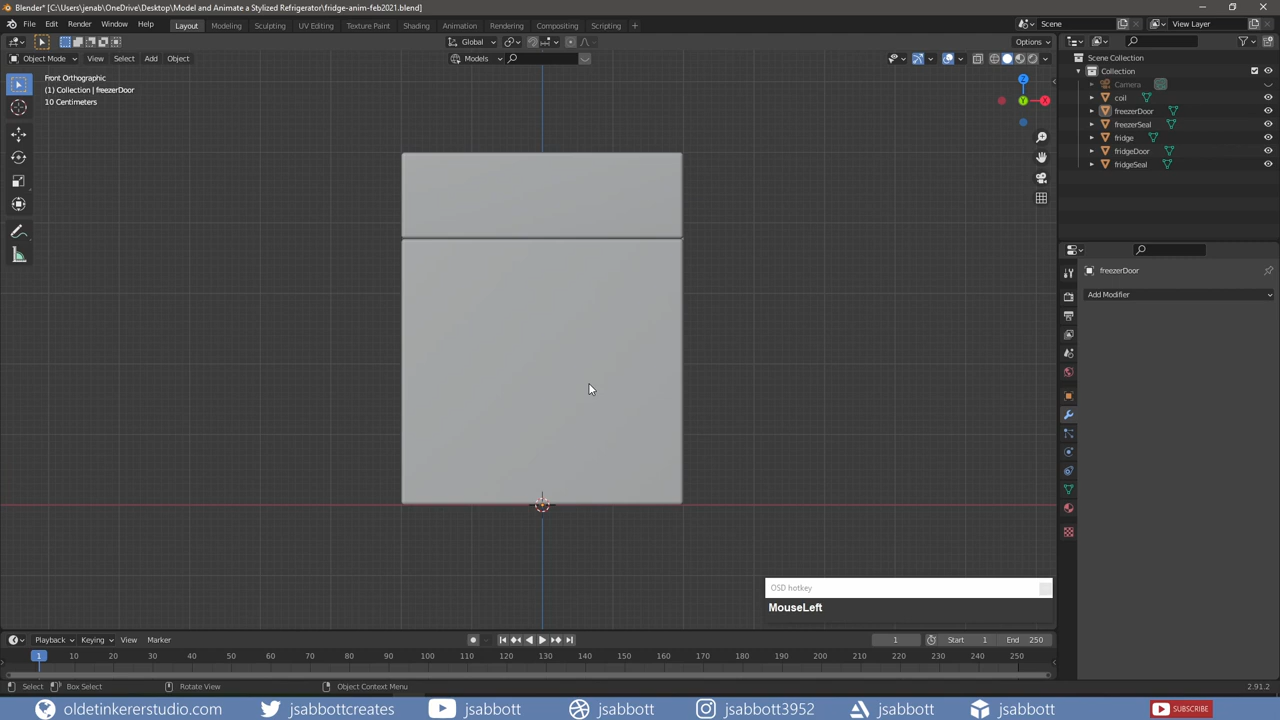 Blender* [C:\Users\jenab\OneDrive\Desktop\Model and Animate a Stylized Refrigerator\fridge-anim-feb2021.blend]
File Edit Render Window Help Layout Modeling Sculpting UV Editing Texture Paint Shading Animation Rendering Compositing Scripting + Scene View Layer
Global Options
Object Mode View Select Add Object Models
Front Orthographic
(1) Collection | freezerDoor
10 Centimeters
Z
Y
X
Scene Collection
Collection
Camera
coil
freezerDoor
freezerSeal
fridge
fridgeDoor
fridgeSeal
freezerDoor
Add Modifier
OSD hotkey
MouseLeft
Playback Keying View Marker 1 Start 1 End 250
1 10 20 30 40 50 60 70 80 90 100 110 120 130 140 150 160 170 180 190 200 210 220 230 240 250
Select Box Select Rotate View Object Context Menu 2.91.2
oldetinkererstudio.com jsabbottcreates jsabbott jsabbott jsabbott3952 jsabbott jsabbott SUBSCRIBE